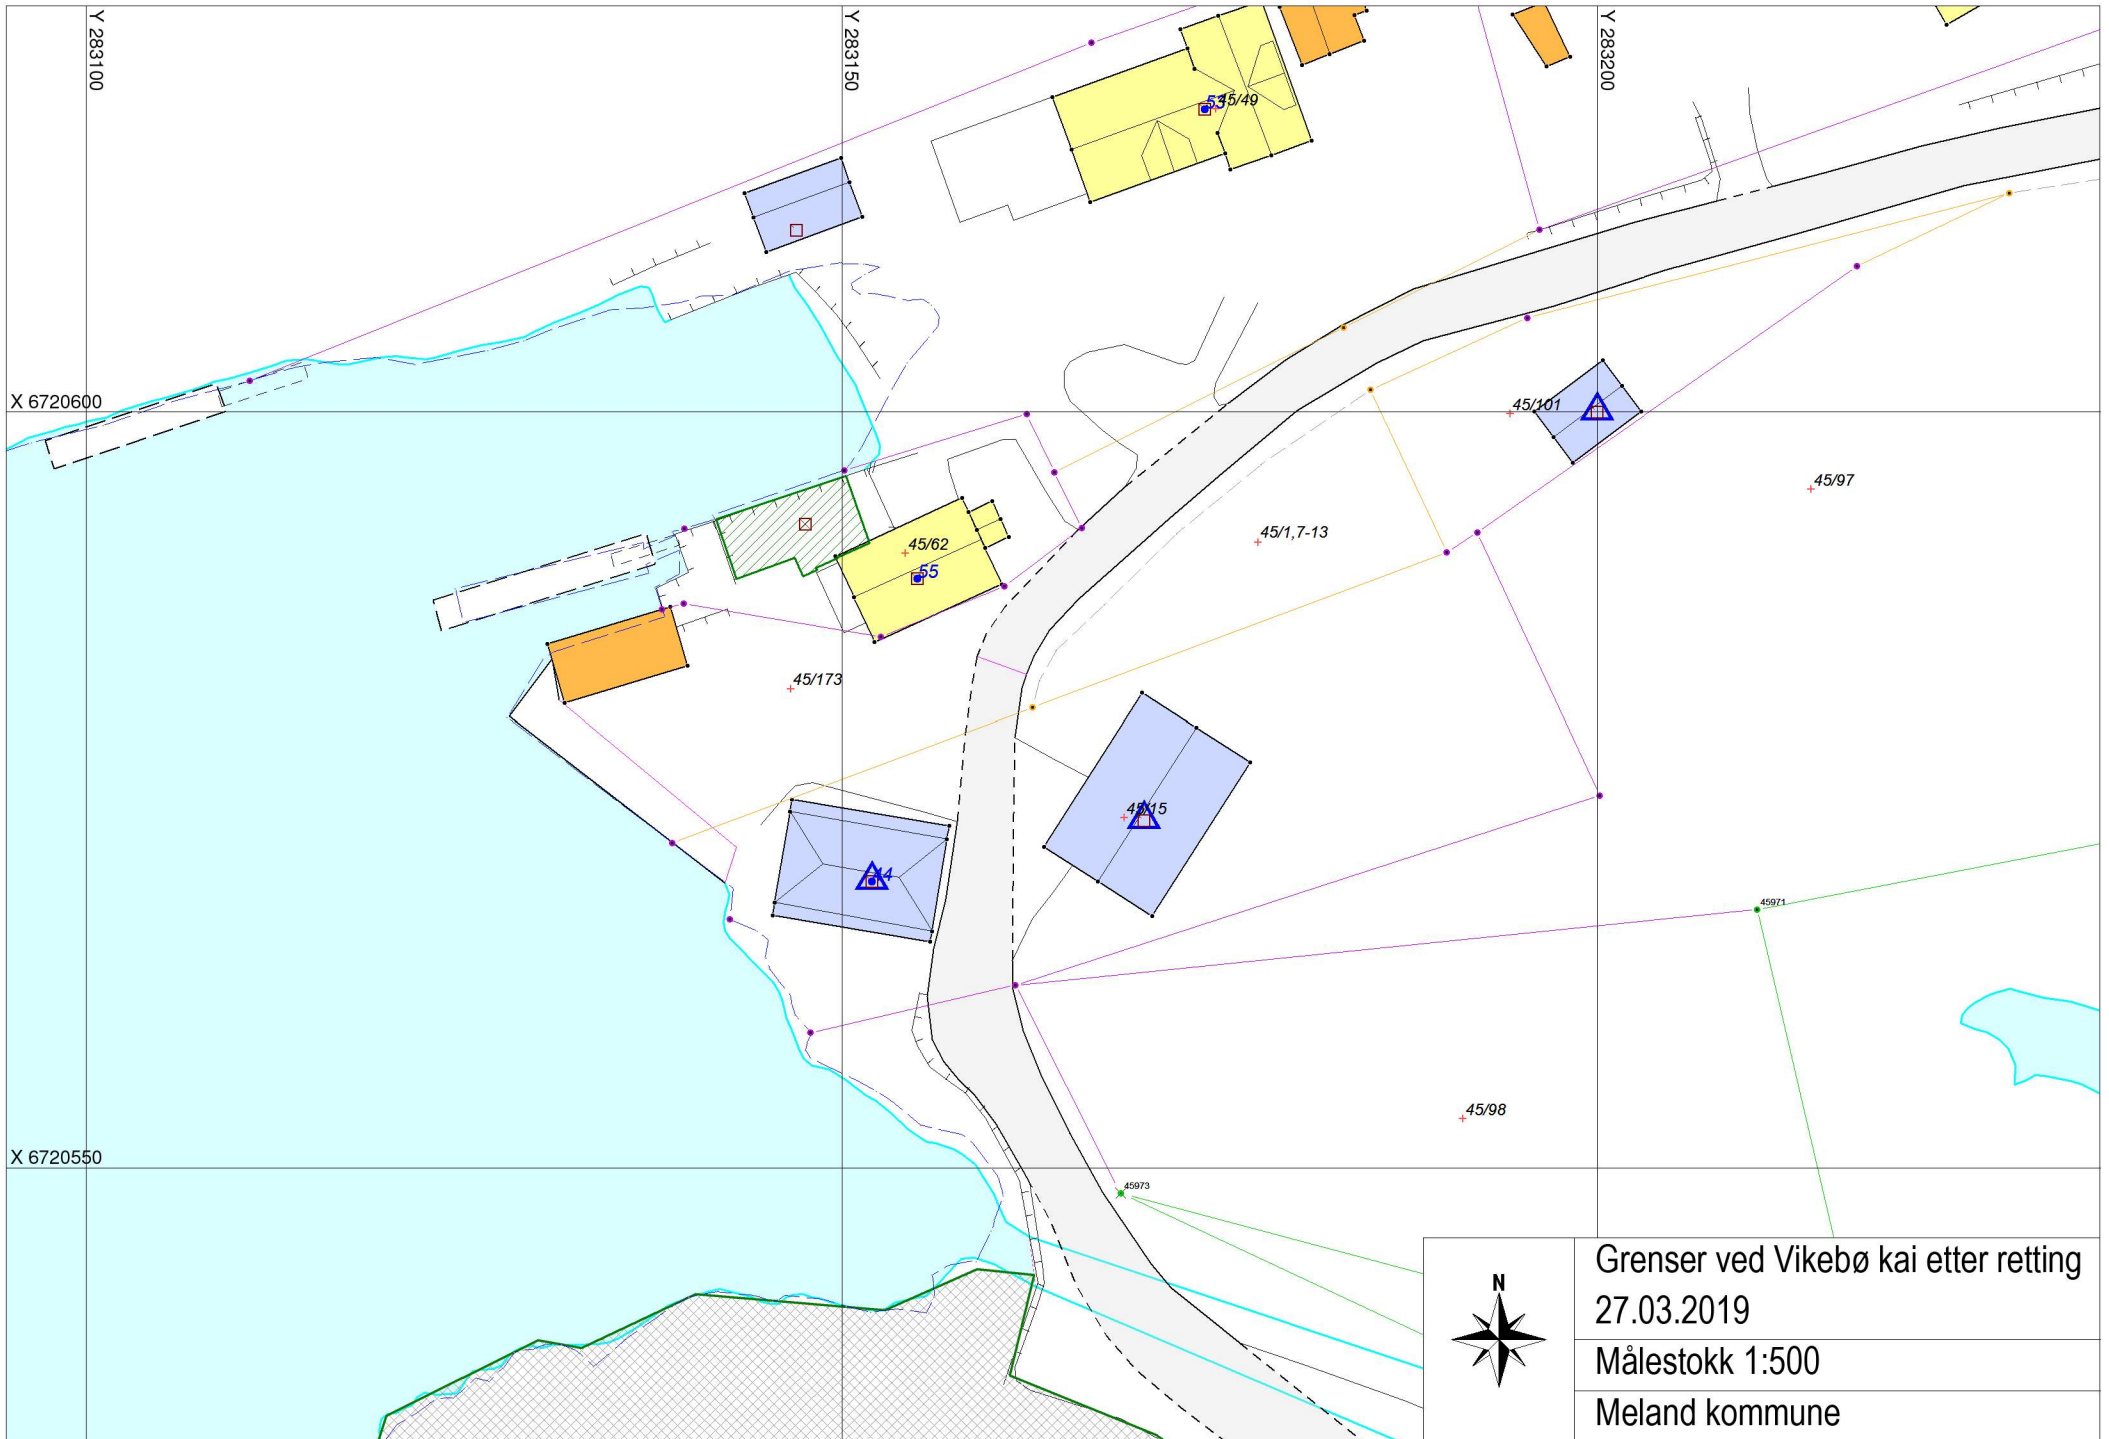 Y 283100
Y 283150
Y 283200
53
45/49
X 6720600
45/101
45/97
45/1,7-13
45/62
55
45/173
45/15
44
45971
45/98
X 6720550
45973
N
Grenser ved Vikebø kai etter retting
27.03.2019
Målestokk 1:500
Meland kommune